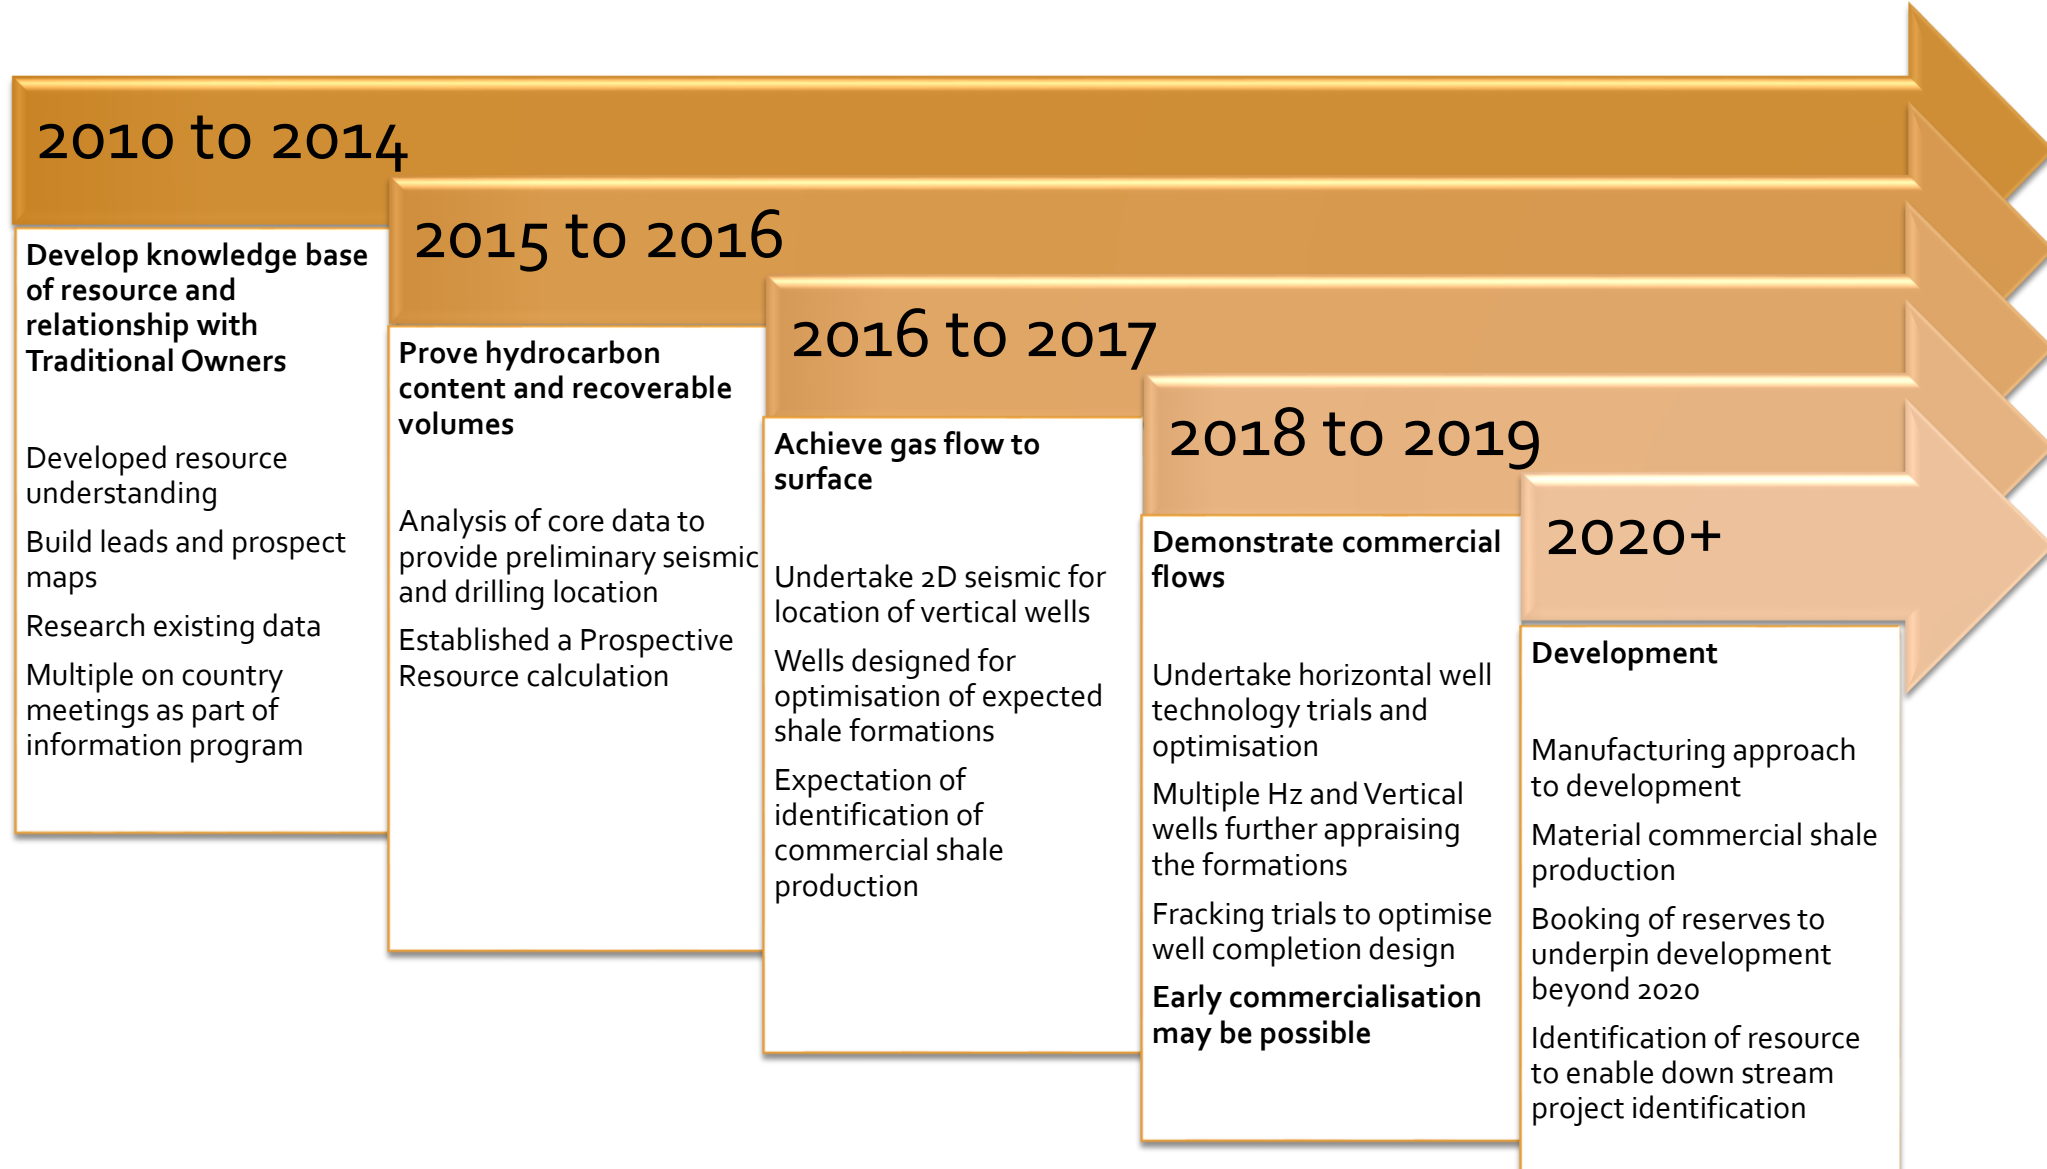 2010 to 2014
Develop knowledge base
of resource and
relationship with
Traditional Owners
Developed resource
understanding
Build leads and prospect
maps
Research existing data
Multiple on country
meetings as part of
information program
2015 to 2016
Prove hydrocarbon
content and recoverable
volumes
Analysis of core data to
provide preliminary seismic
and drilling location
Established a Prospective
Resource calculation
2016 to 2017
Achieve gas flow to
surface
Undertake 2D seismic for
location of vertical wells
Wells designed for
optimisation of expected
shale formations
Expectation of
identification of
commercial shale
production
2018 to 2019
Demonstrate commercial
flows
Undertake horizontal well
technology trials and
optimisation
Multiple Hz and Vertical
wells further appraising
the formations
Fracking trials to optimise
well completion design
Early commercialisation
may be possible
2020+
Development
Manufacturing approach
to development
Material commercial shale
production
Booking of reserves to
underpin development
beyond 2020
Identification of resource
to enable down stream
project identification